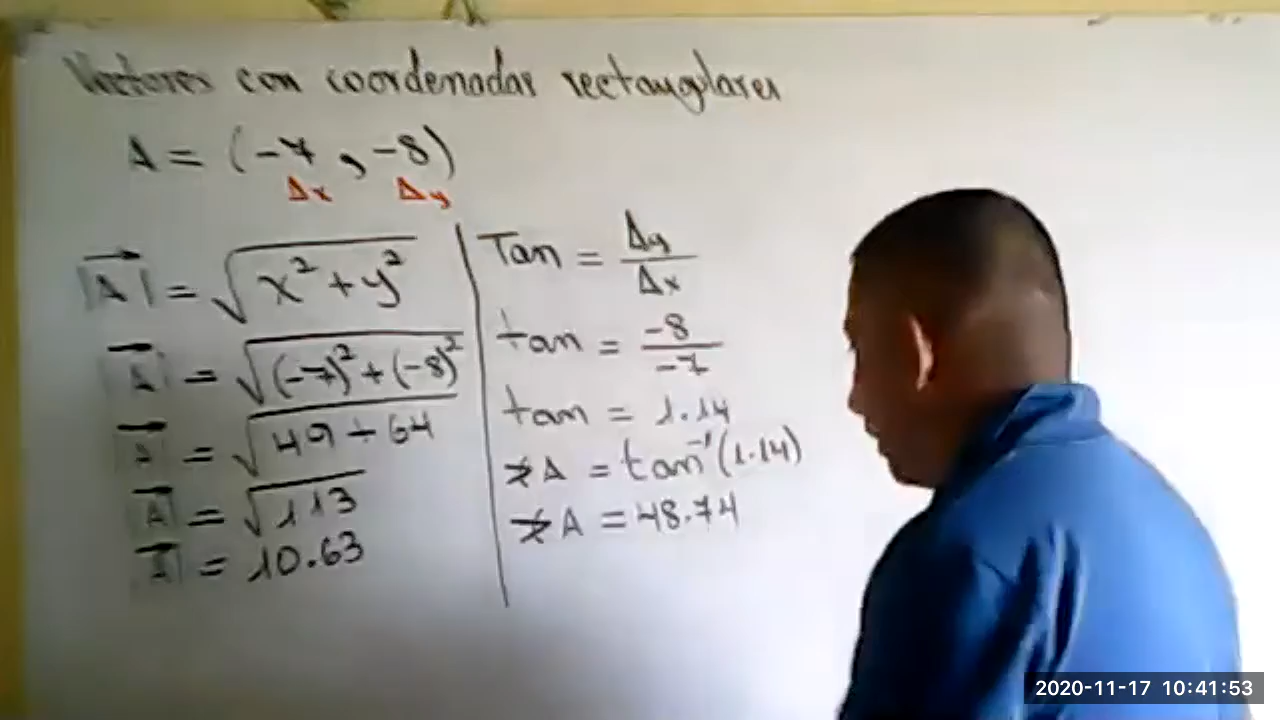 Vectores con coordenadas rectangulares
A = (-7, -8)
Δx Δy
|A| = √x² + y²
|A| = √(-7)² + (-8)²
|A| = √49 + 64
|A| = √113
|A| = 10.63
Tan = Δy/Δx
tan = -8/-7
tan = 1.14
∡A = tan⁻¹(1.14)
∡A = 48.74
2020-11-17 10:41:53